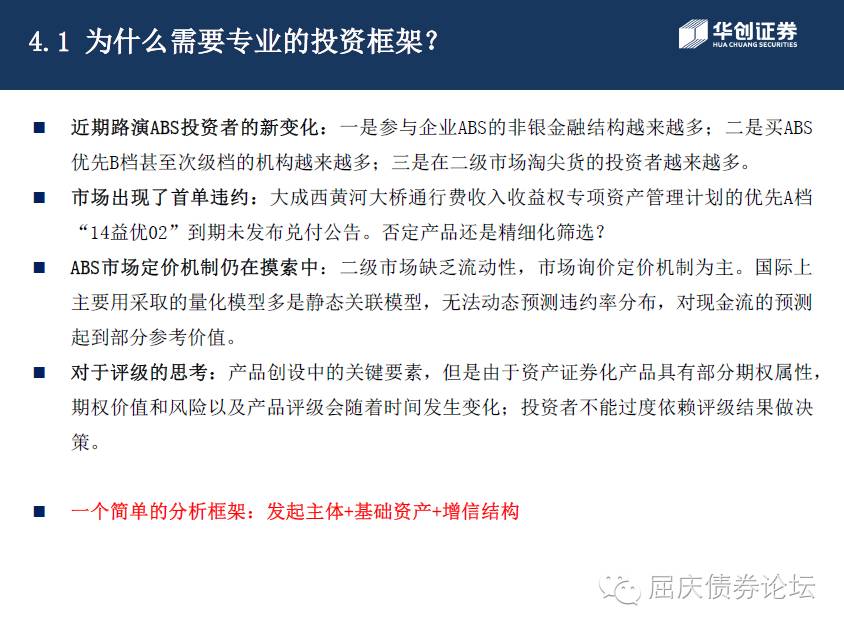 4.1 为什么需要专业的投资框架?
华创证券
HUA CHUANG SECURITIES
■ 近期路演ABS投资者的新变化：一是参与企业ABS的非银金融结构越来越多；二是买ABS
优先B档甚至次级档的机构越来越多；三是在二级市场淘尖货的投资者越来越多。
■ 市场出现了首单违约：大成西黄河大桥通行费收入收益权专项资产管理计划的优先A档
“14益优02”到期未发布兑付公告。否定产品还是精细化筛选？
■ ABS市场定价机制仍在摸索中：二级市场缺乏流动性，市场询价定价机制为主。国际上
主要用采取的量化模型多是静态关联模型，无法动态预测违约率分布，对现金流的预测
起到部分参考价值。
■ 对于评级的思考：产品创设中的关键要素，但是由于资产证券化产品具有部分期权属性，
期权价值和风险以及产品评级会随着时间发生变化；投资者不能过度依赖评级结果做决
策。
■ 一个简单的分析框架：发起主体+基础资产+增信结构
屈庆债券论坛